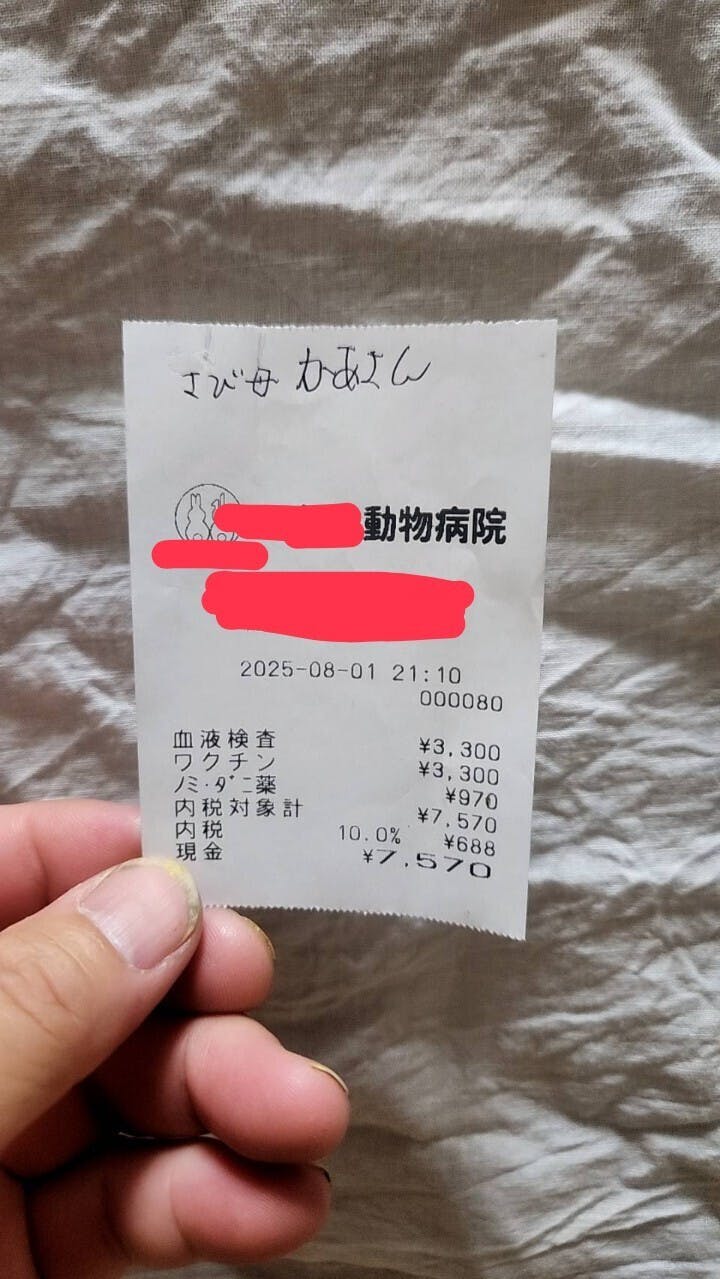 さび母 かあさん
動物病院
2025-08-01 21:10
000080
血液検査 ¥3,300
ワクチン ¥3,300
ノミ・ダニ薬 ¥970
内税対象計 ¥7,570
内税 10.0% ¥688
現金 ¥7,570